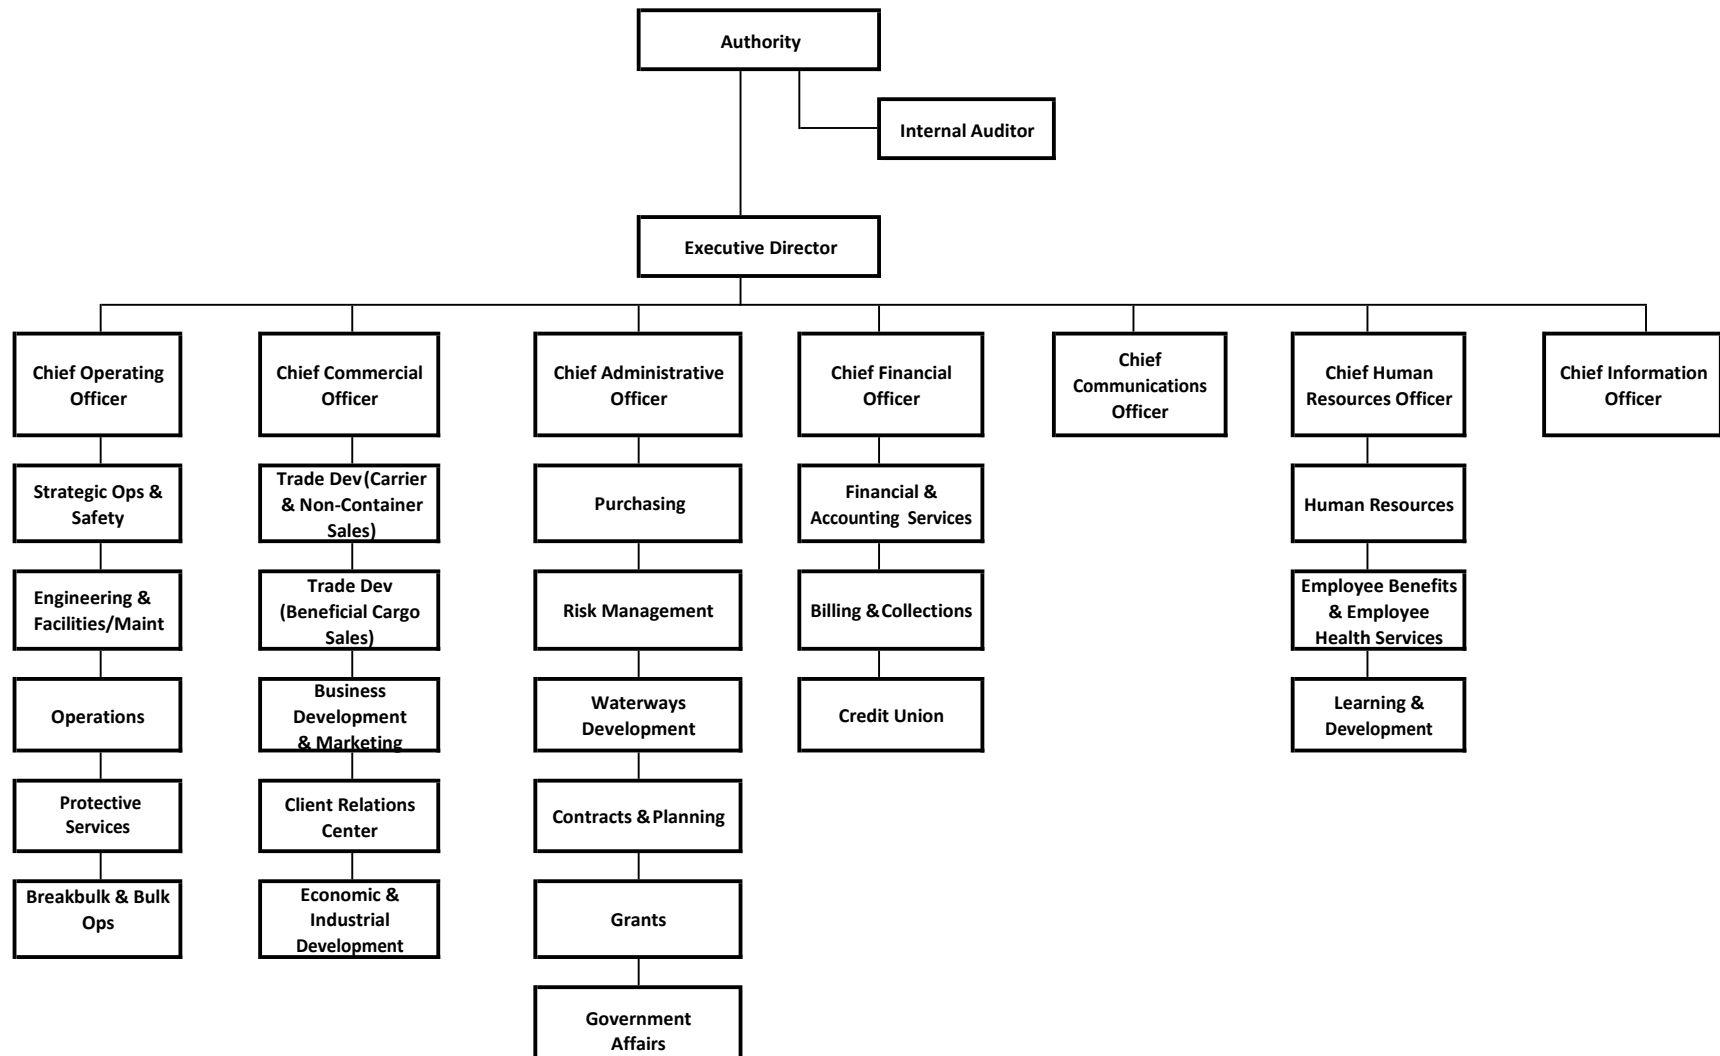 Authority
Internal Auditor
Executive Director
Chief Operating
Officer
Strategic Ops &
Safety
Engineering &
Facilities/Maint
Operations
Protective
Services
Breakbulk & Bulk
Ops
Chief Commercial
Officer
Trade Dev (Carrier
& Non-Container
Sales)
Trade Dev
(Beneficial Cargo
Sales)
Business
Development
& Marketing
Client Relations
Center
Economic &
Industrial
Development
Chief Administrative
Officer
Purchasing
Risk Management
Waterways
Development
Contracts & Planning
Grants
Government
Affairs
Chief Financial
Officer
Financial &
Accounting Services
Billing & Collections
Credit Union
Chief
Communications
Officer
Chief Human
Resources Officer
Human Resources
Employee Benefits
& Employee
Health Services
Learning &
Development
Chief Information
Officer